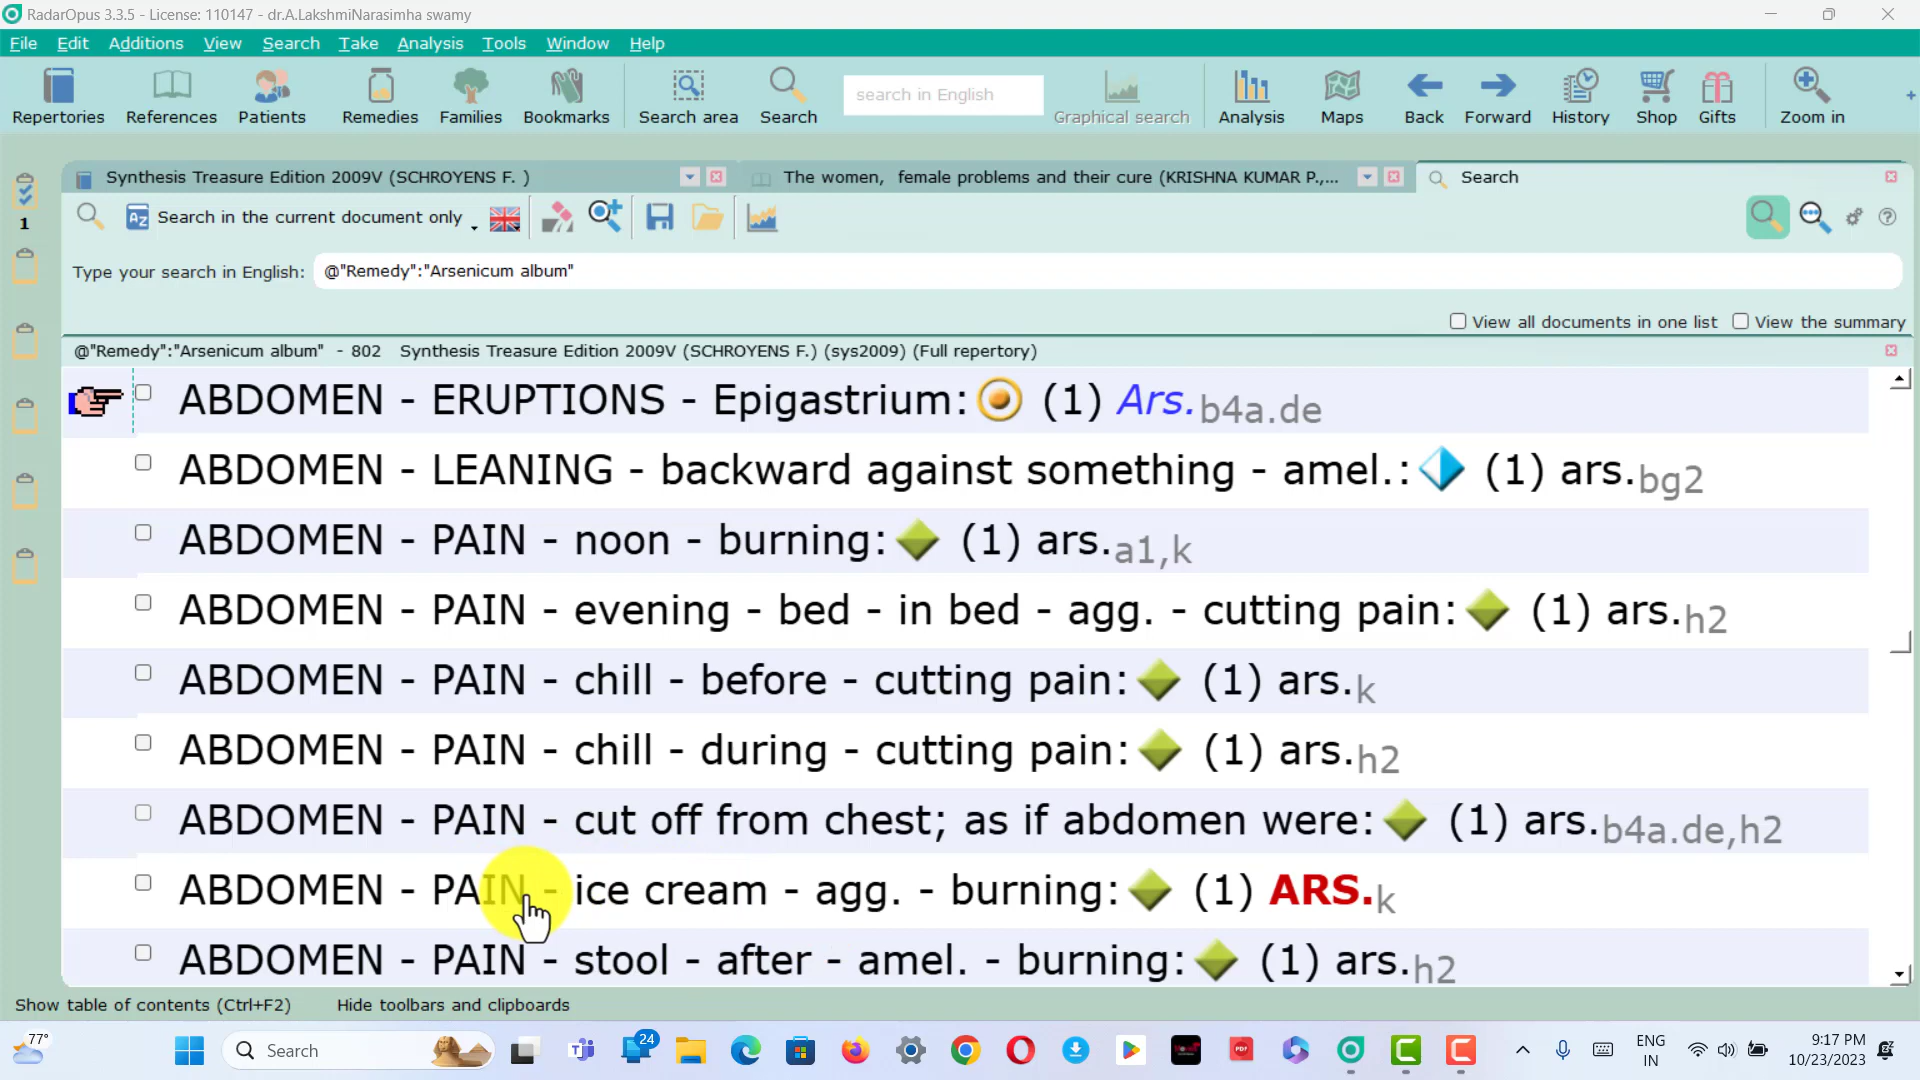 RadarOpus 3.3.5 - License: 110147 - dr.A.LakshmiNarasimha swamy
File Edit Additions View Search Take Analysis Tools Window Help
Repertories References Patients Remedies Families Bookmarks Search area Search search in English Graphical search Analysis Maps Back Forward History Shop Gifts Zoom in
Synthesis Treasure Edition 2009V (SCHROYENS F. ) The women, female problems and their cure (KRISHNA KUMAR P.,... Search
1 AZ Search in the current document only
Type your search in English: @"Remedy":"Arsenicum album"
View all documents in one list View the summary
@"Remedy":"Arsenicum album" - 802 Synthesis Treasure Edition 2009V (SCHROYENS F.) (sys2009) (Full repertory)
ABDOMEN - ERUPTIONS - Epigastrium: (1) Ars.b4a.de
ABDOMEN - LEANING - backward against something - amel.: (1) ars.bg2
ABDOMEN - PAIN - noon - burning: (1) ars.a1,k
ABDOMEN - PAIN - evening - bed - in bed - agg. - cutting pain: (1) ars.h2
ABDOMEN - PAIN - chill - before - cutting pain: (1) ars.k
ABDOMEN - PAIN - chill - during - cutting pain: (1) ars.h2
ABDOMEN - PAIN - cut off from chest; as if abdomen were: (1) ars.b4a.de,h2
ABDOMEN - PAIN - ice cream - agg. - burning: (1) ARS.k
ABDOMEN - PAIN - stool - after - amel. - burning: (1) ars.h2
Show table of contents (Ctrl+F2) Hide toolbars and clipboards
77° Search 24 PDF ENG IN 9:17 PM 10/23/2023